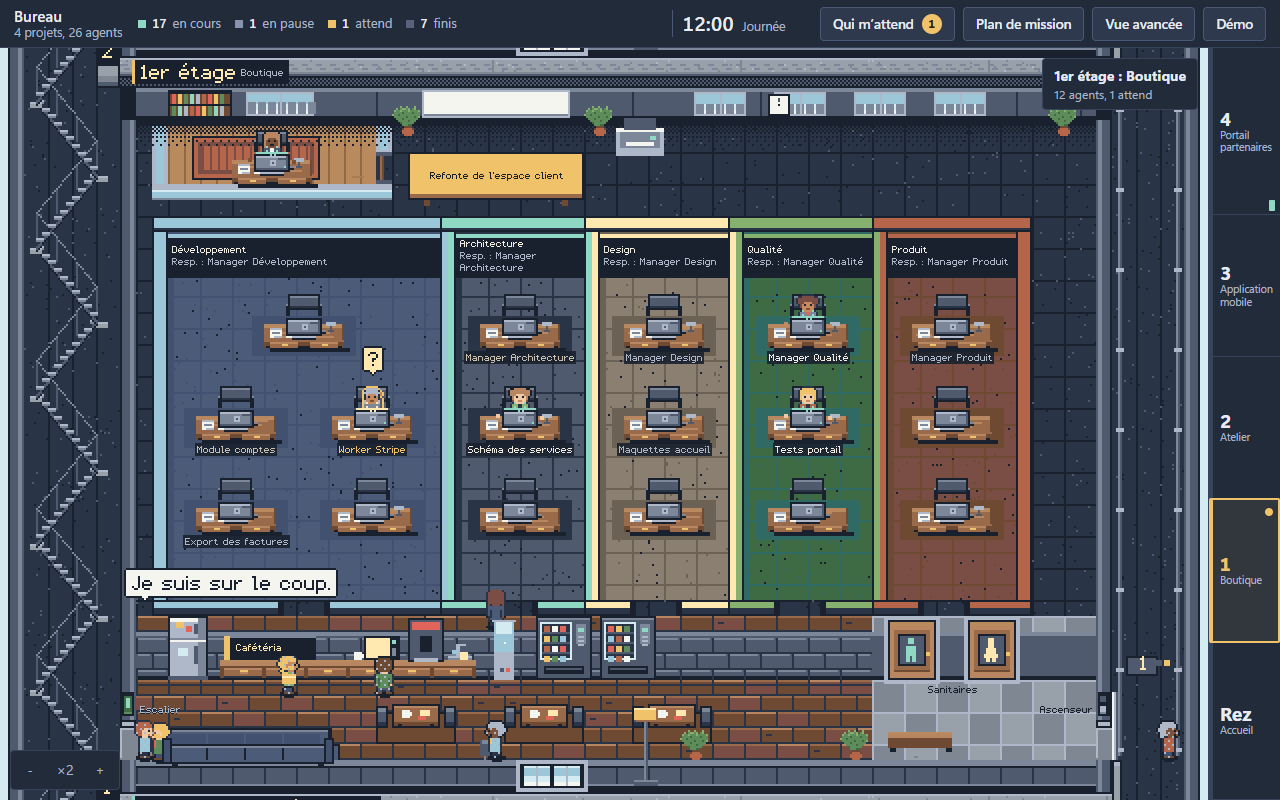 Bureau
4 projets, 26 agents
17 en cours
1 en pause
1 attend
7 finis
12:00 Journée
Qui m'attend 1
Plan de mission
Vue avancée
Démo
2
1er étage Boutique
1er étage : Boutique
12 agents, 1 attend
!
Refonte de l'espace client
Développement
Resp. : Manager Développement
Architecture
Resp. : Manager
Architecture
Design
Resp. : Manager Design
Qualité
Resp. : Manager Qualité
Produit
Resp. : Manager Produit
Manager Architecture
Manager Design
Manager Qualité
Manager Produit
?
Module comptes
Worker Stripe
Schéma des services
Maquettes accueil
Tests portail
Export des factures
Je suis sur le coup.
Cafétéria
Sanitaires
Escalier
Ascenseur
1
- ×2 +
4
Portail
partenaires
3
Application
mobile
2
Atelier
1
Boutique
Rez
Accueil